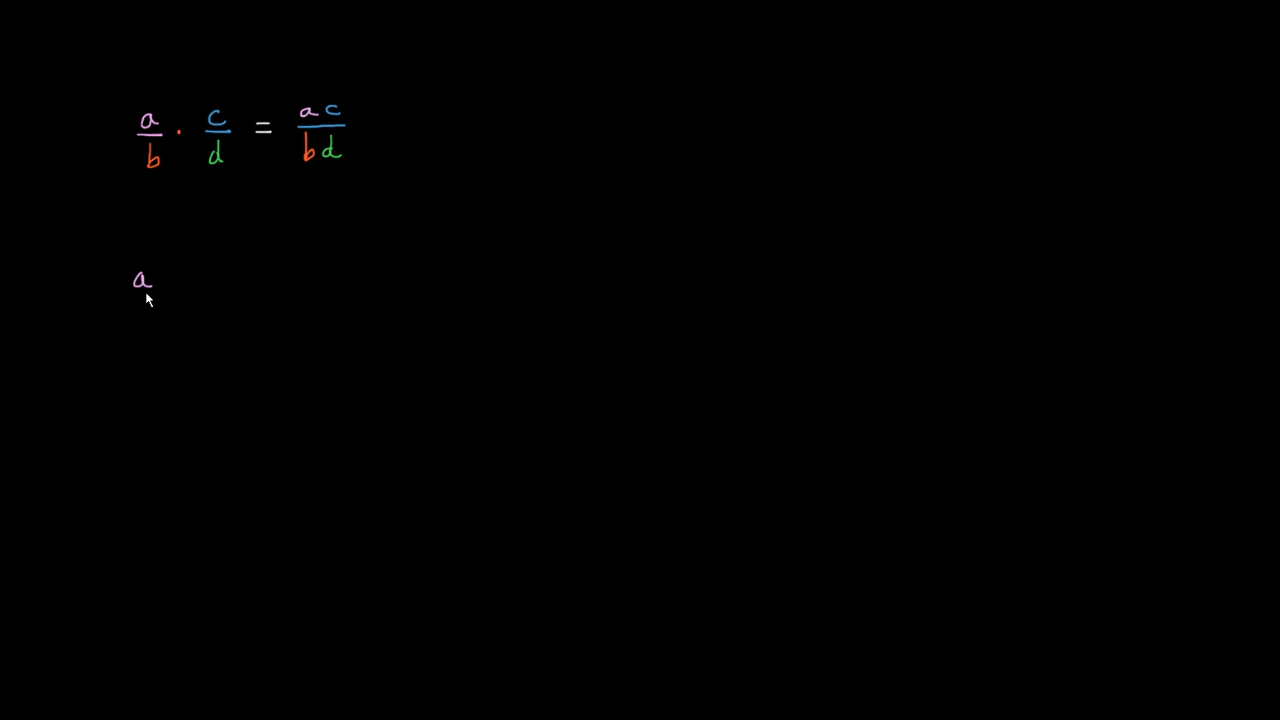 a/b · c/d = ac/bd
a